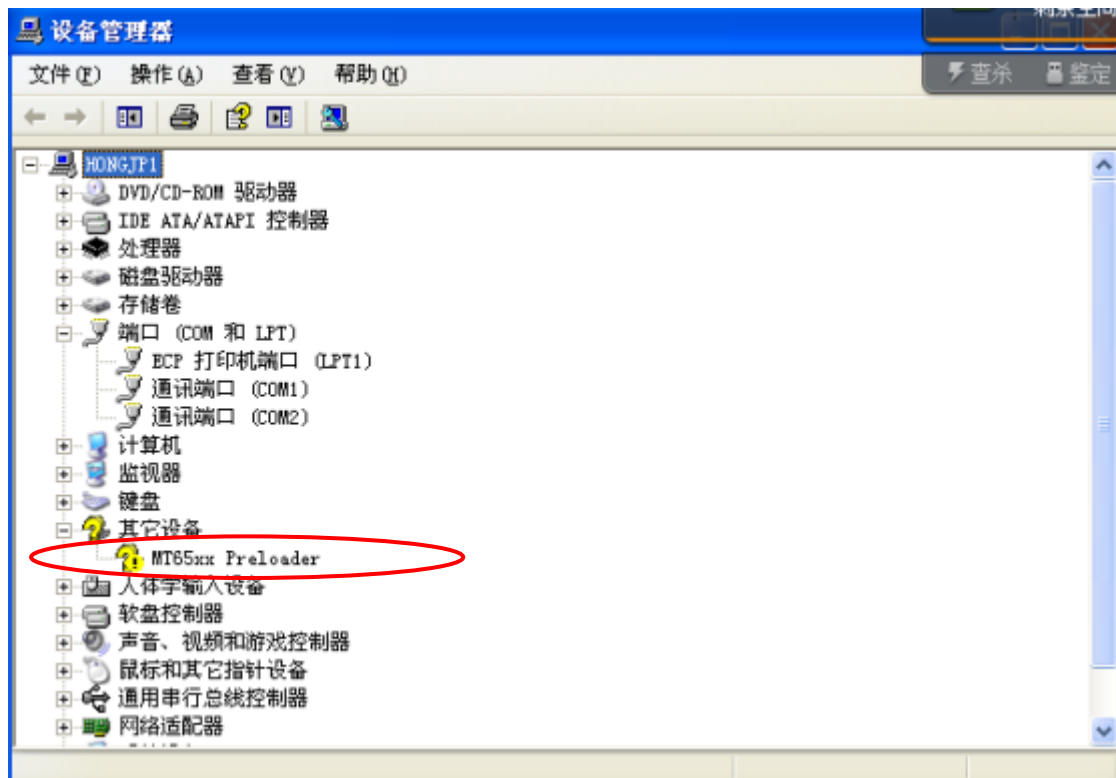 设备管理器
文件(F) 操作(A) 查看(V) 帮助(H)
查杀 鉴定
HONGJP1
DVD/CD-ROM 驱动器
IDE ATA/ATAPI 控制器
处理器
磁盘驱动器
存储卷
端口 (COM 和 LPT)
ECP 打印机端口 (LPT1)
通讯端口 (COM1)
通讯端口 (COM2)
计算机
监视器
键盘
其它设备
MT65xx Preloader
人体学输入设备
软盘控制器
声音、视频和游戏控制器
鼠标和其它指针设备
通用串行总线控制器
网络适配器